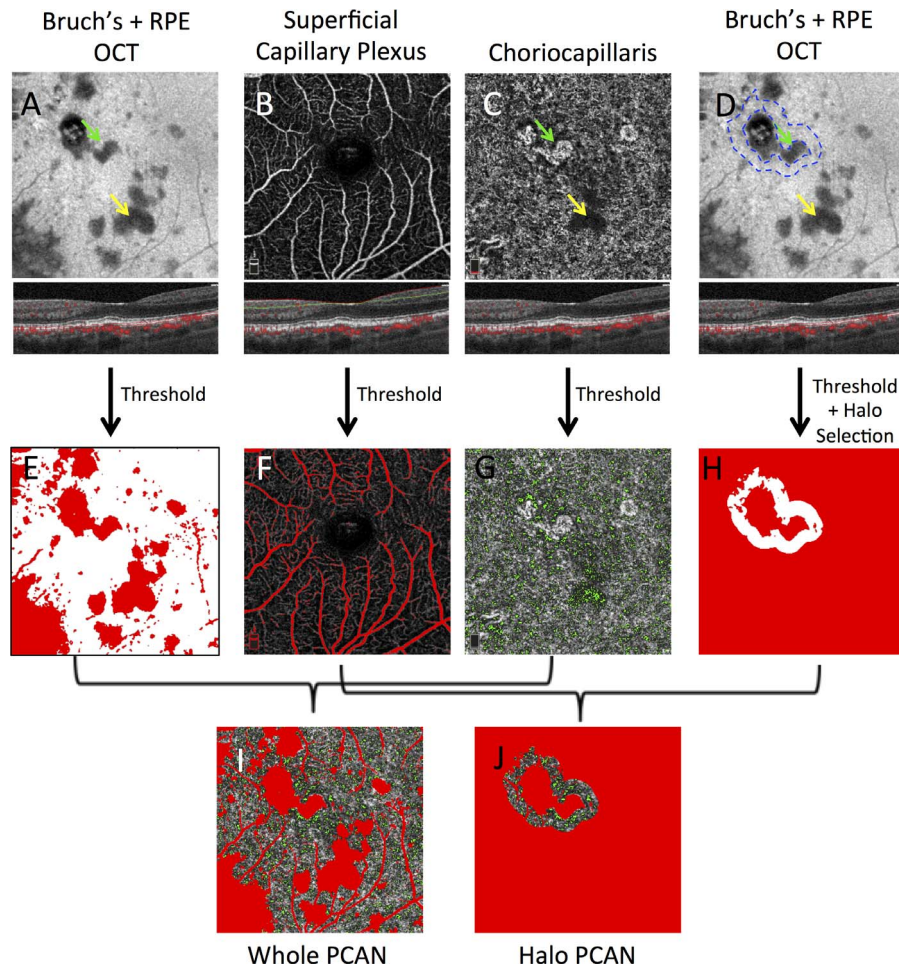 Bruch's + RPE
OCT
Superficial
Capillary Plexus
Choriocapillaris
Bruch's + RPE
OCT
A
B
C
D
Threshold
Threshold
Threshold
Threshold
+ Halo
Selection
E
F
G
H
I
J
Whole PCAN
Halo PCAN